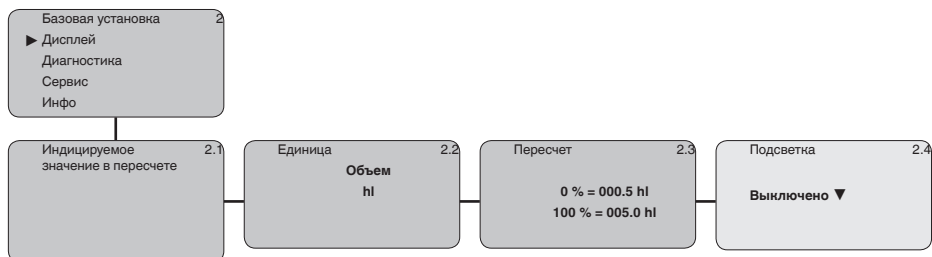 Базовая установка 2
▶ Дисплей
Диагностика
Сервис
Инфо
Индицируемое 2.1
значение в пересчете
Единица 2.2
Объем
hl
Пересчет 2.3
0 % = 000.5 hl
100 % = 005.0 hl
Подсветка 2.4
Выключено ▼